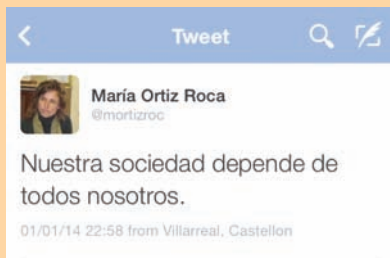 Tweet
María Ortiz Roca
@mortizroc
Nuestra sociedad depende de
todos nosotros.
01/01/14 22:58 from Villarreal, Castellon